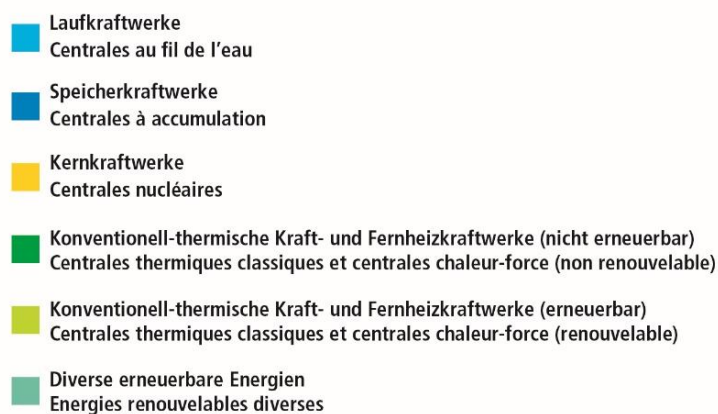 Laufkraftwerke
Centrales au fil de l’eau
Speicherkraftwerke
Centrales à accumulation
Kernkraftwerke
Centrales nucléaires
Konventionell-thermische Kraft- und Fernheizkraftwerke (nicht erneuerbar)
Centrales thermiques classiques et centrales chaleur-force (non renouvelable)
Konventionell-thermische Kraft- und Fernheizkraftwerke (erneuerbar)
Centrales thermiques classiques et centrales chaleur-force (renouvelable)
Diverse erneuerbare Energien
Energies renouvelables diverses